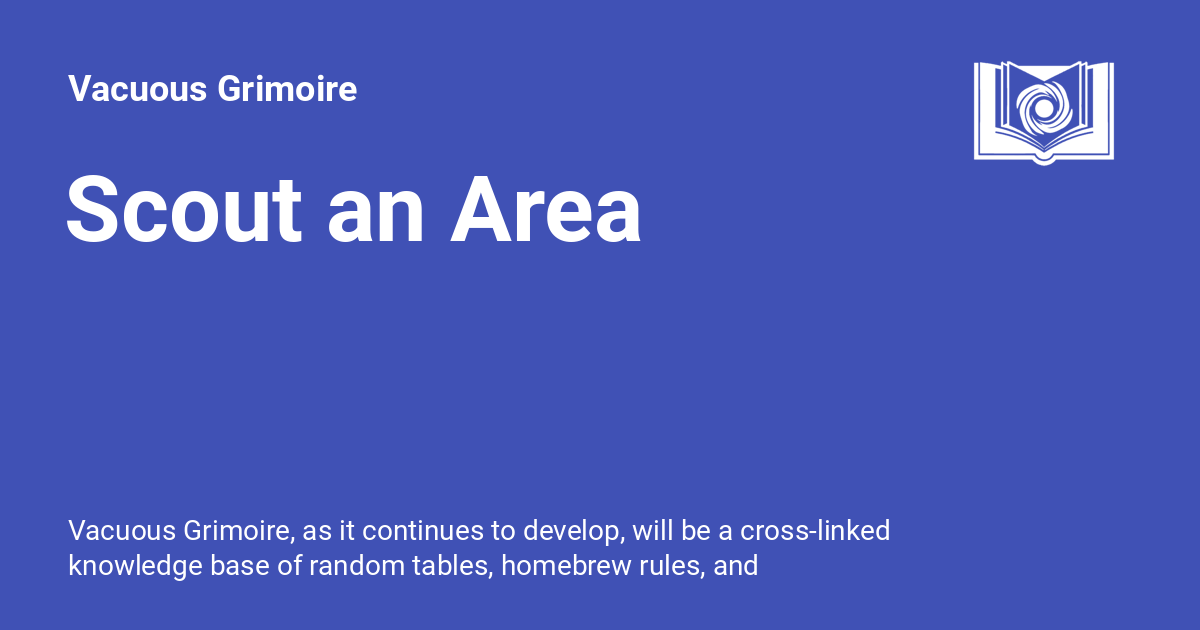 Vacuous Grimoire
Scout an Area
Vacuous Grimoire, as it continues to develop, will be a cross-linked
knowledge base of random tables, homebrew rules, and